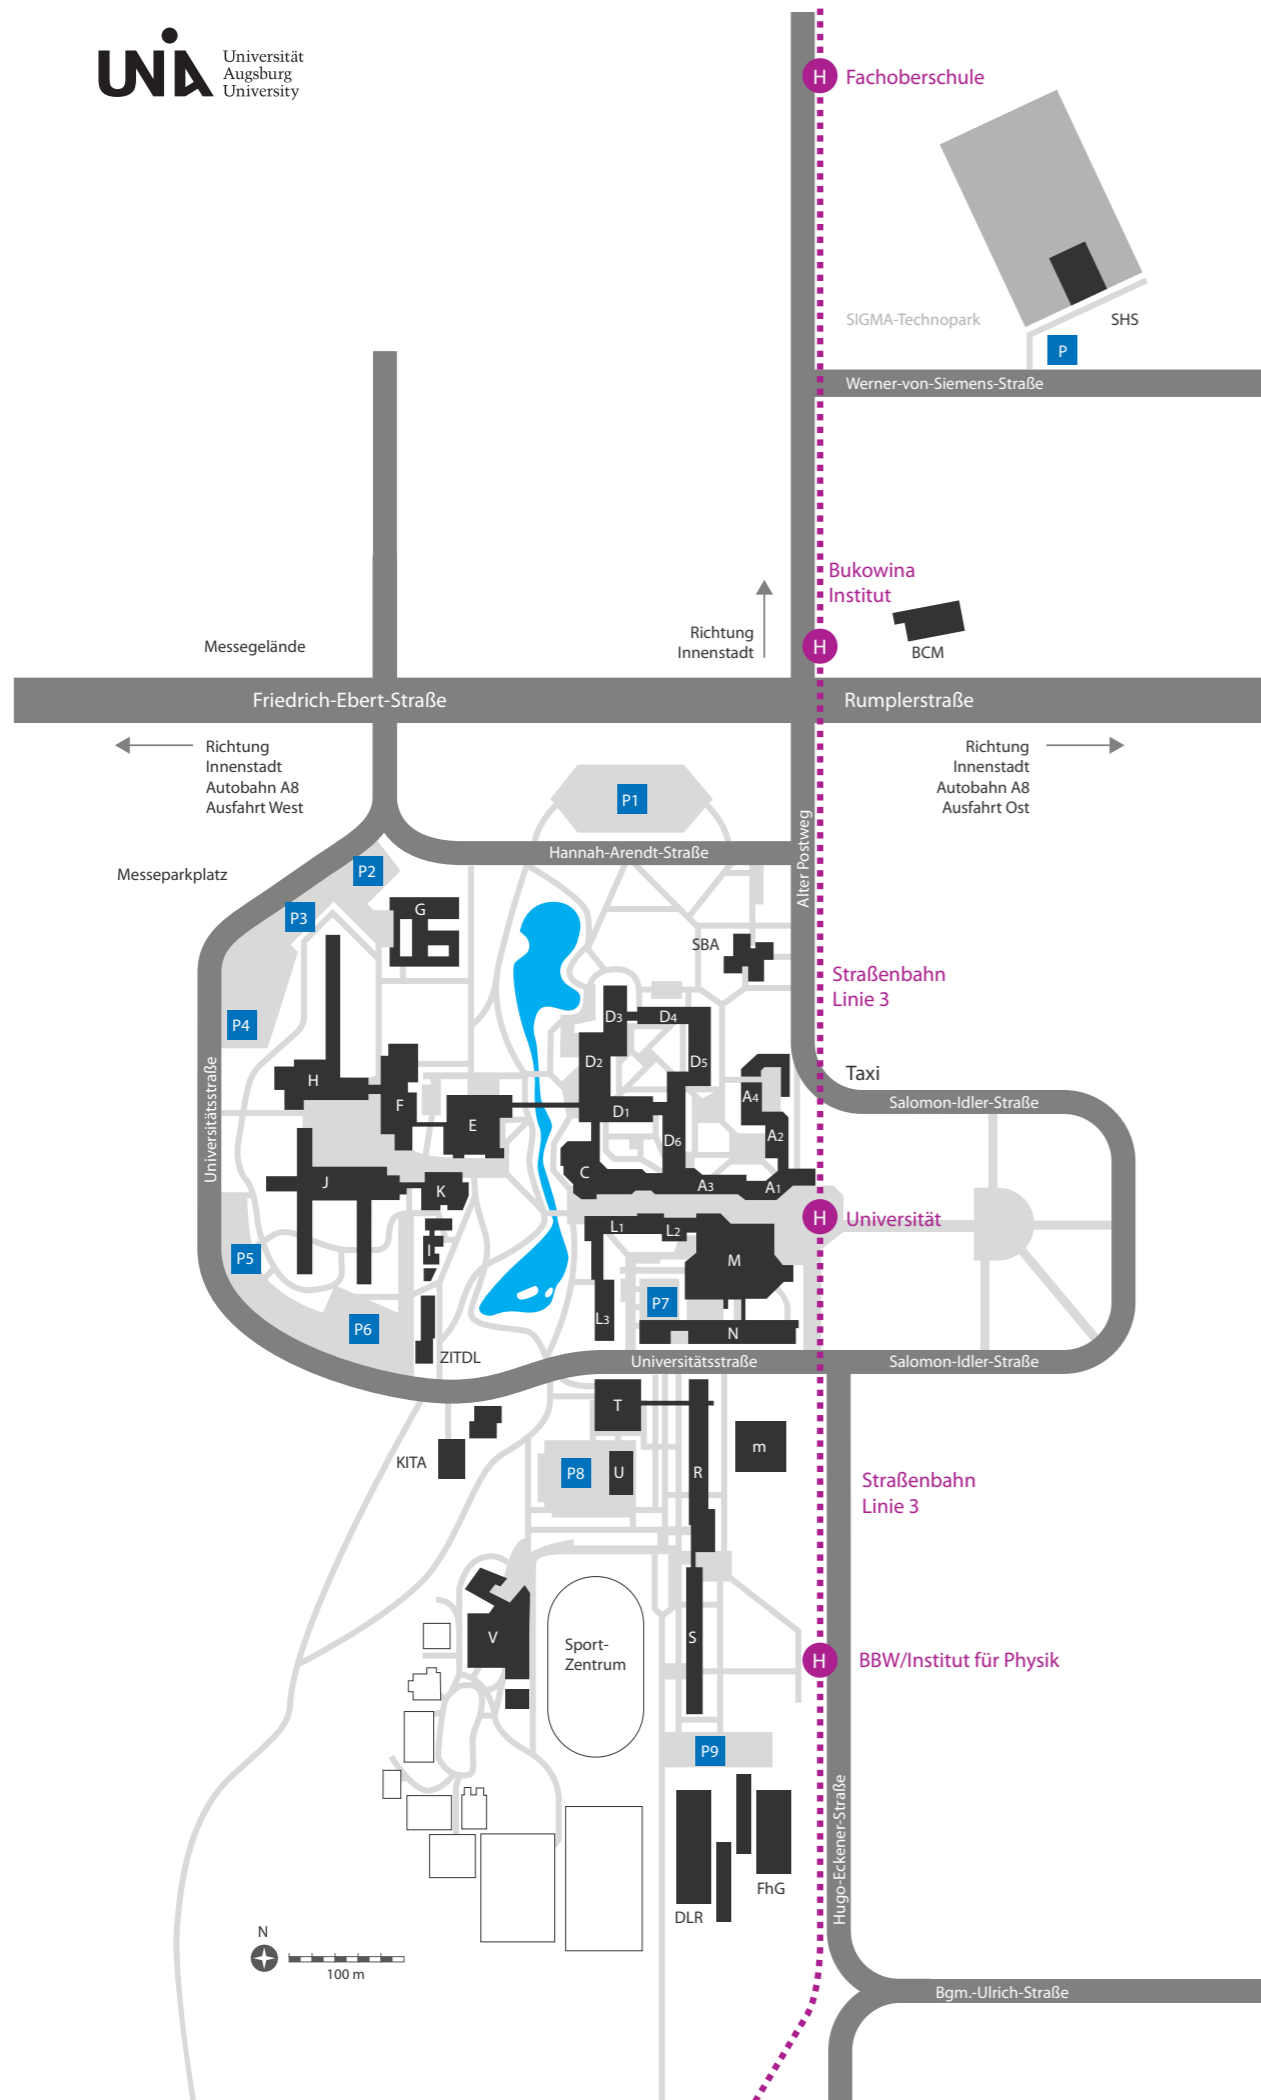 UNIA
Universität
Augsburg
University
H
Fachoberschule
SIGMA-Technopark
SHS
P
Werner-von-Siemens-Straße
Bukowina
Institut
Richtung
Innenstadt
H
BCM
Messegelände
Friedrich-Ebert-Straße
Rumplerstraße
Richtung
Innenstadt
Autobahn A8
Ausfahrt West
Richtung
Innenstadt
Autobahn A8
Ausfahrt Ost
P1
Hannah-Arendt-Straße
Alter Postweg
Messeparkplatz
P2
P3
G
SBA
Straßenbahn
Linie 3
P4
D3
D4
D2
D5
Taxi
H
F
E
D1
D6
A4
A2
Salomon-Idler-Straße
Universitätsstraße
J
K
C
A3
A1
H
Universität
L1
L2
I
M
P5
P7
P6
L3
N
ZITDL
Universitätsstraße
Salomon-Idler-Straße
T
m
KITA
P8
U
R
Straßenbahn
Linie 3
V
Sport-
Zentrum
S
H
BBW/Institut für Physik
P9
Hugo-Eckener-Straße
FhG
DLR
N
100 m
Bgm.-Ulrich-Straße